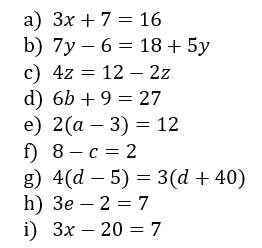 a) 3x + 7 = 16
b) 7y − 6 = 18 + 5y
c) 4z = 12 − 2z
d) 6b + 9 = 27
e) 2(a − 3) = 12
f) 8 − c = 2
g) 4(d − 5) = 3(d + 40)
h) 3e − 2 = 7
i) 3x − 20 = 7